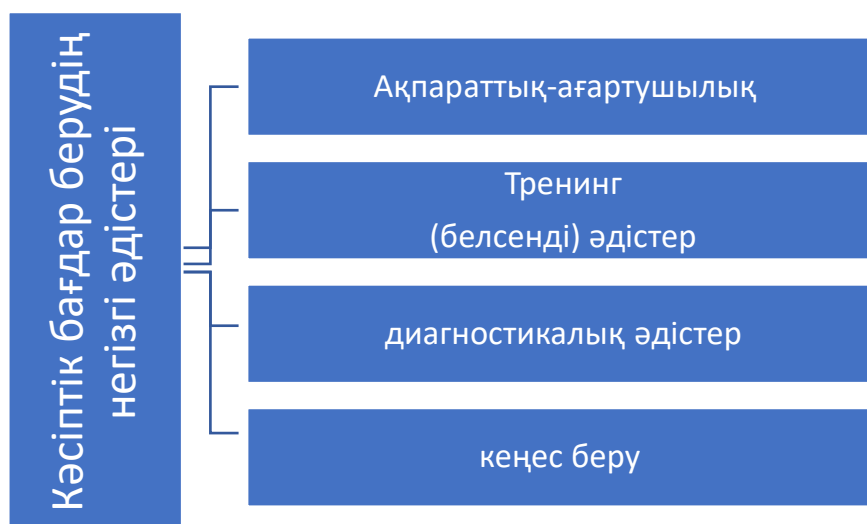 Кәсіптік бағдар берудің
негізгі әдістері
Ақпараттық-ағартушылық
Тренинг
(белсенді) әдістер
диагностикалық әдістер
кеңес беру